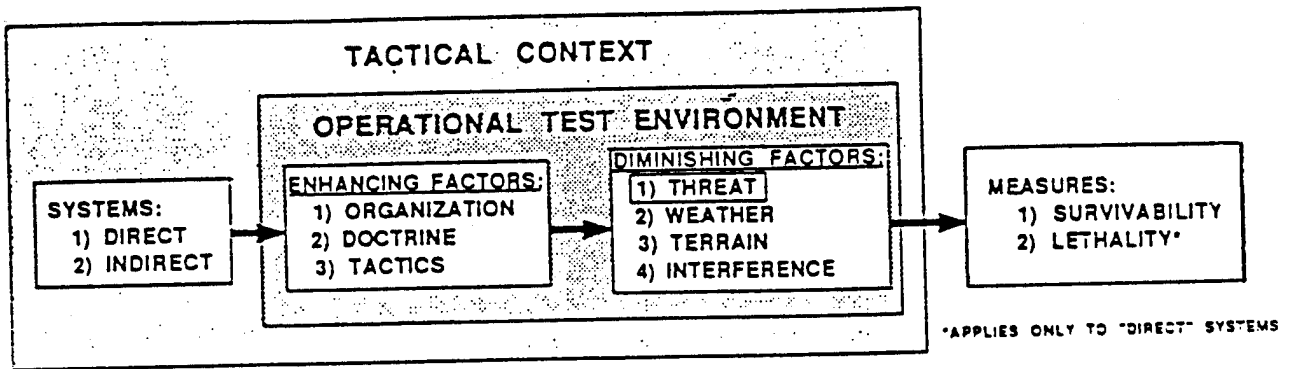 TACTICAL CONTEXT
OPERATIONAL TEST ENVIRONMENT
SYSTEMS:
1) DIRECT
2) INDIRECT
ENHANCING FACTORS:
1) ORGANIZATION
2) DOCTRINE
3) TACTICS
DIMINISHING FACTORS:
1) THREAT
2) WEATHER
3) TERRAIN
4) INTERFERENCE
MEASURES:
1) SURVIVABILITY
2) LETHALITY*
*APPLIES ONLY TO "DIRECT" SYSTEMS